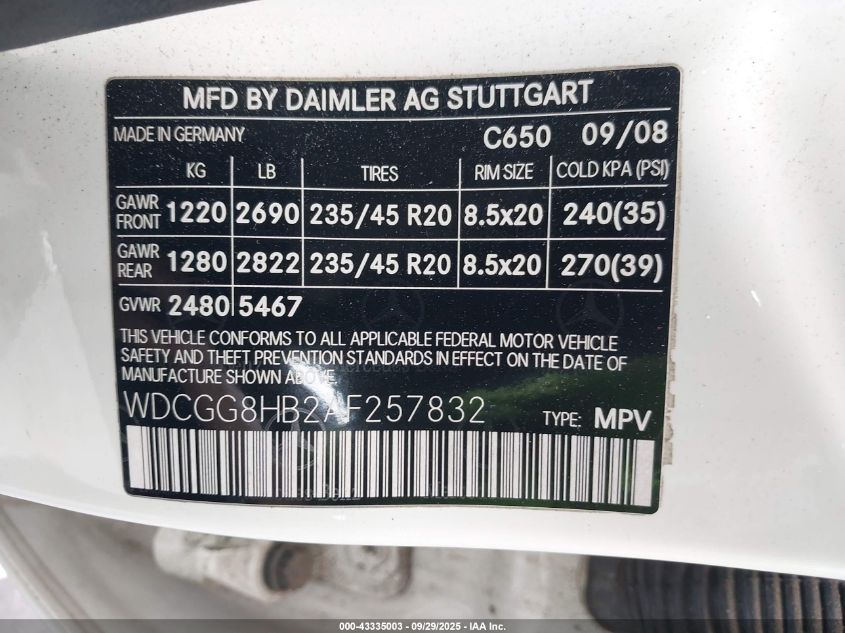 MFD BY DAIMLER AG STUTTGART
MADE IN GERMANY C650 09/08
KG LB TIRES RIM SIZE COLD KPA (PSI)
GAWR FRONT 1220 2690 235/45 R20 8.5x20 240(35)
GAWR REAR 1280 2822 235/45 R20 8.5x20 270(39)
GVWR 2480 5467
THIS VEHICLE CONFORMS TO ALL APPLICABLE FEDERAL MOTOR VEHICLE
SAFETY AND THEFT PREVENTION STANDARDS IN EFFECT ON THE DATE OF
MANUFACTURE SHOWN ABOVE.
WDCGG8HB2AF257832 TYPE: MPV
000-43335003 - 09/29/2025 - IAA Inc.